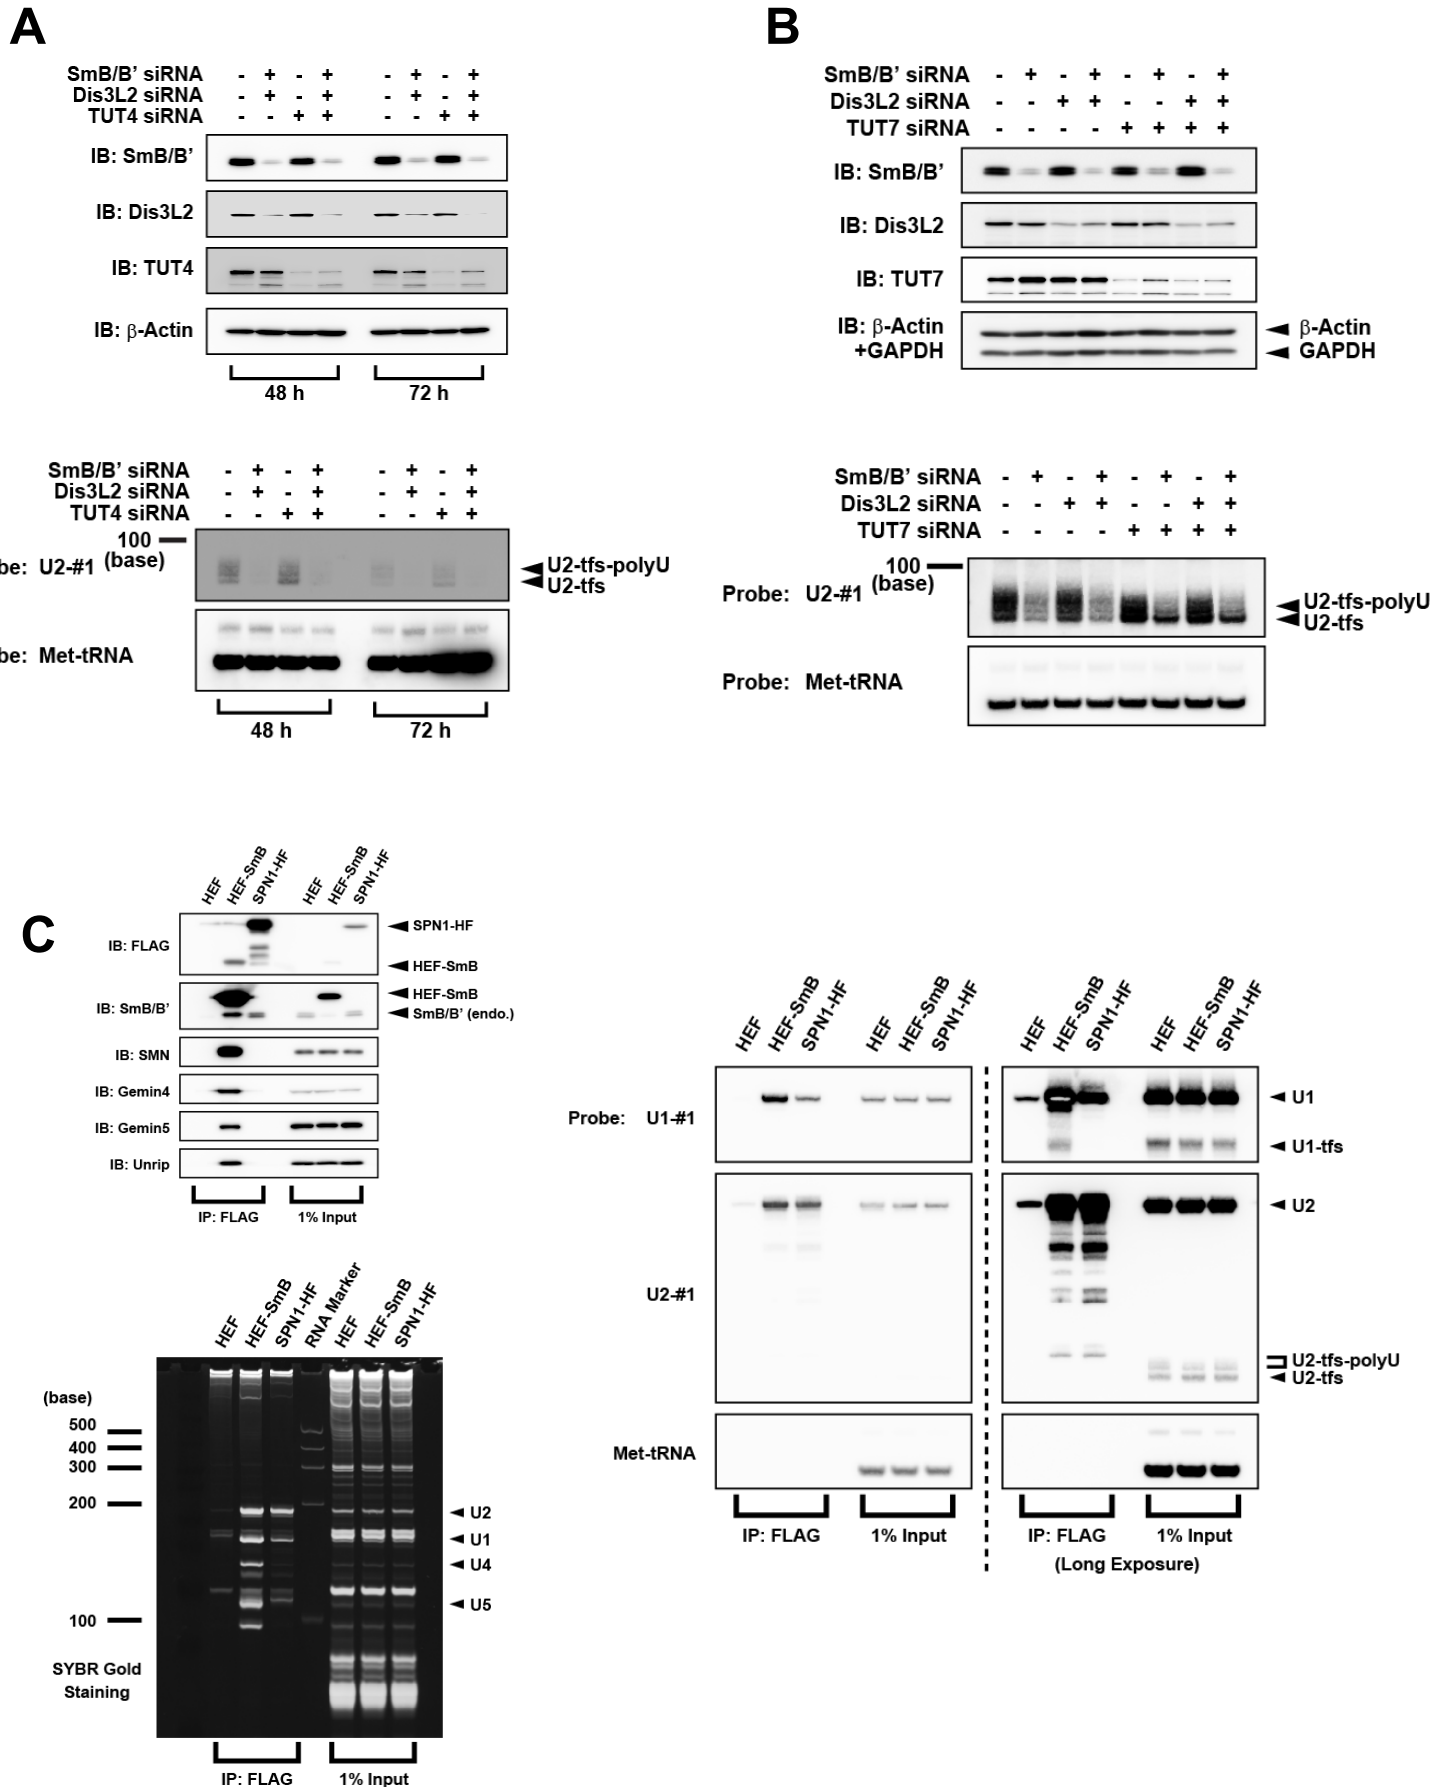 A
SmB/B’ siRNA - + - + - + - +
Dis3L2 siRNA - + - + - + - +
TUT4 siRNA - - + + - - + +
IB: SmB/B’
IB: Dis3L2
IB: TUT4
IB: β-Actin
48 h 72 h
SmB/B’ siRNA - + - + - + - +
Dis3L2 siRNA - + - + - + - +
TUT4 siRNA - - + + - - + +
100
(base)
be: U2-#1
U2-tfs-polyU
U2-tfs
be: Met-tRNA
48 h 72 h
B
SmB/B’ siRNA - + - + - + - +
Dis3L2 siRNA - - + + - - + +
TUT7 siRNA - - - - + + + +
IB: SmB/B’
IB: Dis3L2
IB: TUT7
IB: β-Actin
+GAPDH
β-Actin
GAPDH
SmB/B’ siRNA - + - + - + - +
Dis3L2 siRNA - - + + - - + +
TUT7 siRNA - - - - + + + +
100
(base)
Probe: U2-#1
U2-tfs-polyU
U2-tfs
Probe: Met-tRNA
C
HEF HEF-SmB SPN1-HF HEF HEF-SmB SPN1-HF
IB: FLAG
SPN1-HF
HEF-SmB
IB: SmB/B’
HEF-SmB
SmB/B’ (endo.)
IB: SMN
IB: Gemin4
IB: Gemin5
IB: Unrip
IP: FLAG 1% Input
HEF HEF-SmB SPN1-HF RNA Marker HEF HEF-SmB SPN1-HF
(base)
500
400
300
200
100
U2
U1
U4
U5
SYBR Gold
Staining
IP: FLAG 1% Input
HEF HEF-SmB SPN1-HF HEF HEF-SmB SPN1-HF HEF HEF-SmB SPN1-HF HEF HEF-SmB SPN1-HF
Probe: U1-#1
U1
U1-tfs
U2-#1
U2
U2-tfs-polyU
U2-tfs
Met-tRNA
IP: FLAG 1% Input IP: FLAG 1% Input
(Long Exposure)